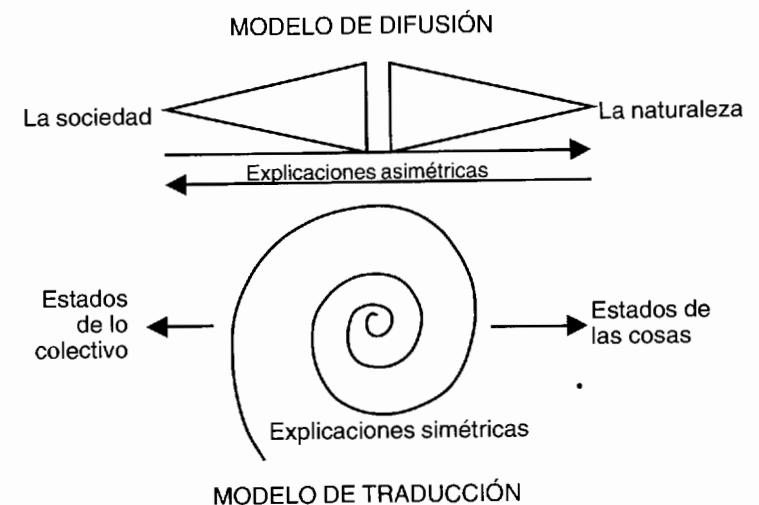 MODELO DE DIFUSIÓN
La sociedad
La naturaleza
Explicaciones asimétricas
Estados
de lo
colectivo
Estados de
las cosas
Explicaciones simétricas
MODELO DE TRADUCCIÓN